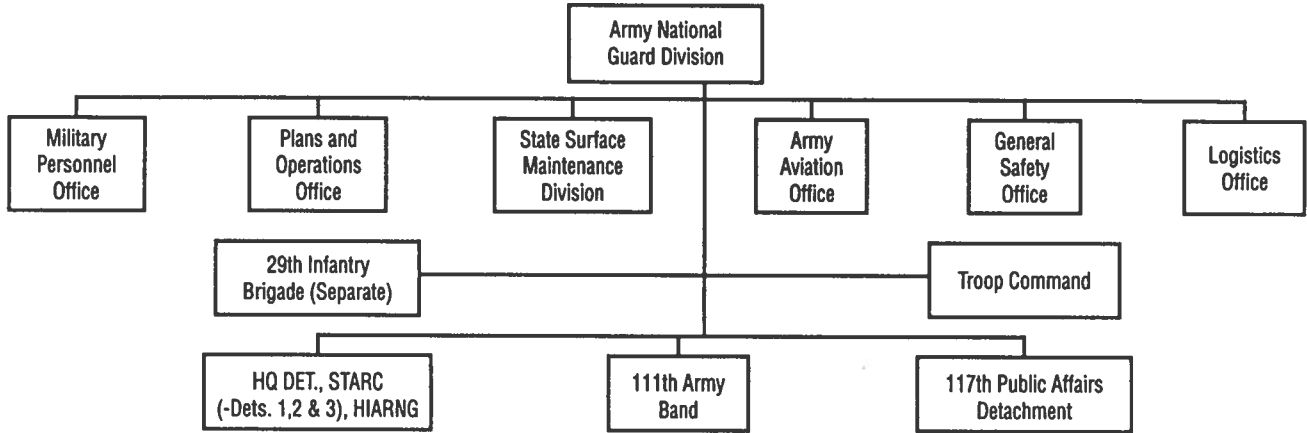 Army National
Guard Division
Military
Personnel
Office
Plans and
Operations
Office
State Surface
Maintenance
Division
Army
Aviation
Office
General
Safety
Office
Logistics
Office
29th Infantry
Brigade (Separate)
Troop Command
HQ DET., STARC
(-Dets. 1,2 & 3), HIARNG
111th Army
Band
117th Public Affairs
Detachment